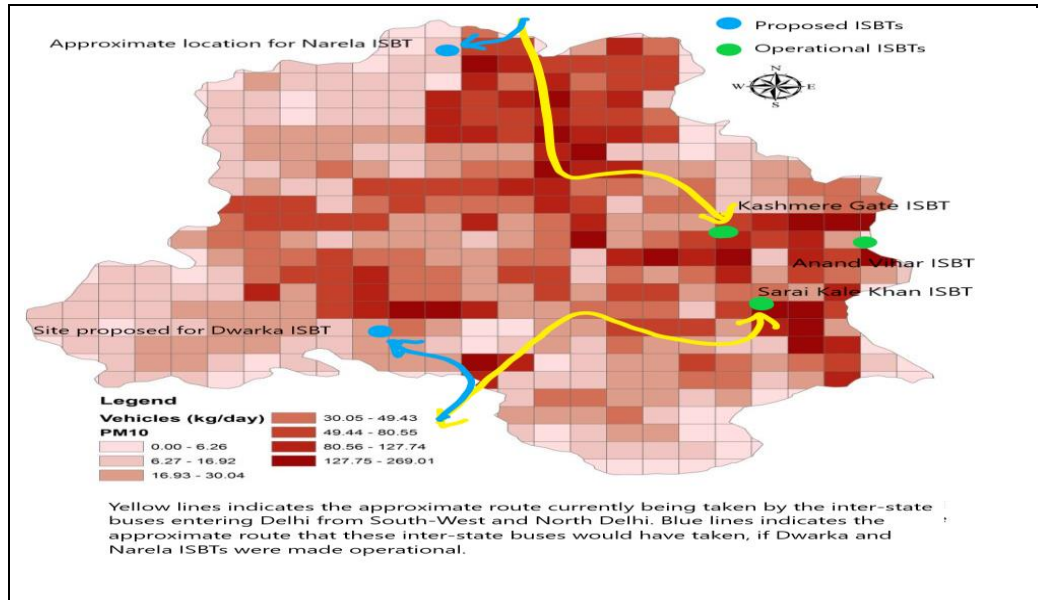 Approximate location for Narela ISBT
Proposed ISBTs
Operational ISBTs
N
W E
S
Kashmere Gate ISBT
Anand Vihar ISBT
Sarai Kale Khan ISBT
Site proposed for Dwarka ISBT
Legend
Vehicles (kg/day)
PM10
0.00 - 6.26
6.27 - 16.92
16.93 - 30.04
30.05 - 49.43
49.44 - 80.55
80.56 - 127.74
127.75 - 269.01
Yellow lines indicates the approximate route currently being taken by the inter-state
buses entering Delhi from South-West and North Delhi. Blue lines indicates the
approximate route that these inter-state buses would have taken, if Dwarka and
Narela ISBTs were made operational.